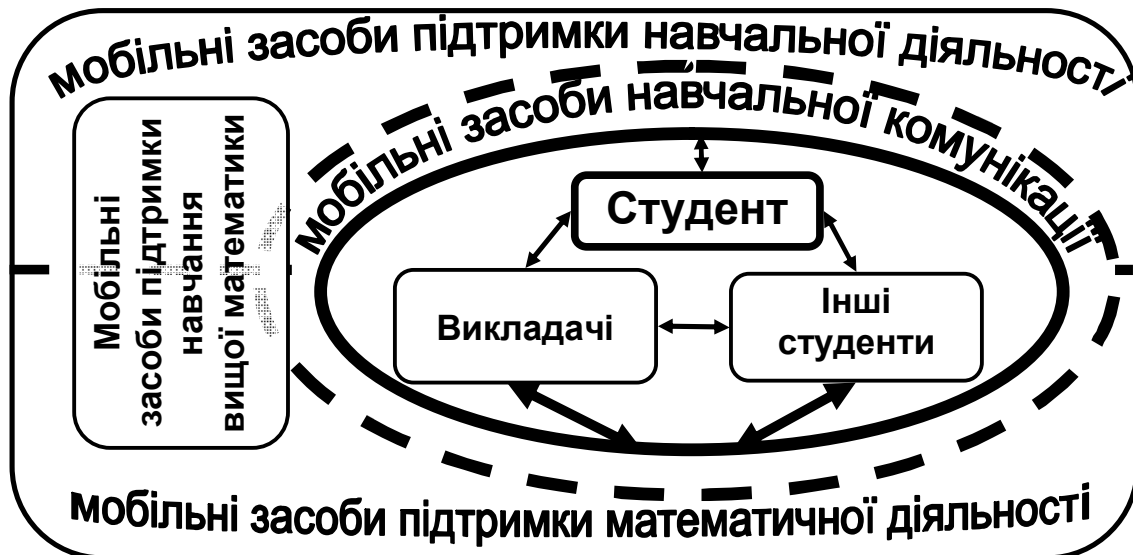 мобільні засоби підтримки навчальної діяльності
мобільні засоби навчальної комунікації
Мобільні
засоби підтримки
навчання
вищої математики
Студент
Викладачі
Інші
студенти
мобільні засоби підтримки математичної діяльності